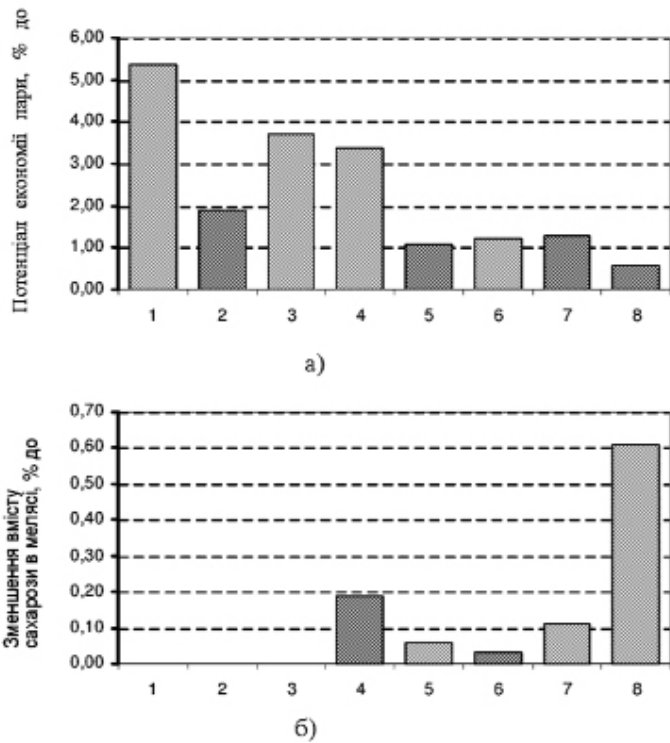 Потенціал економії пари, % до
6,00
5,00
4,00
3,00
2,00
1,00
0,00
1 2 3 4 5 6 7 8
а)
Зменшення вмісту
сахарози в мелясі, % до
0,70
0,60
0,50
0,40
0,30
0,20
0,10
0,00
1 2 3 4 5 6 7 8
б)